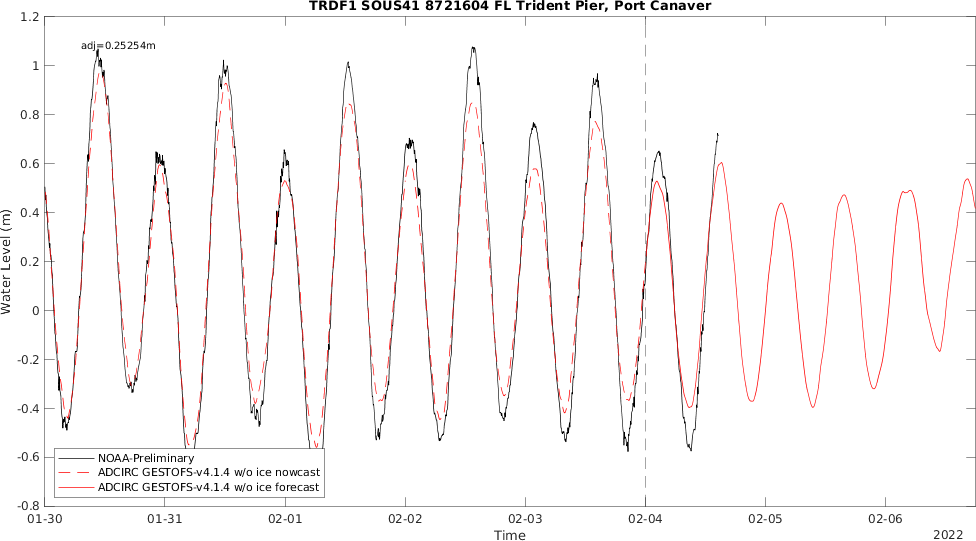 TRDF1 SOUS41 8721604 FL Trident Pier, Port Canaver
adj=0.25254m
1.2
1
0.8
0.6
0.4
0.2
0
-0.2
-0.4
-0.6
-0.8
Water Level (m)
NOAA-Preliminary
ADCIRC GESTOFS-v4.1.4 w/o ice nowcast
ADCIRC GESTOFS-v4.1.4 w/o ice forecast
01-30 01-31 02-01 02-02 02-03 02-04 02-05 02-06
Time
2022